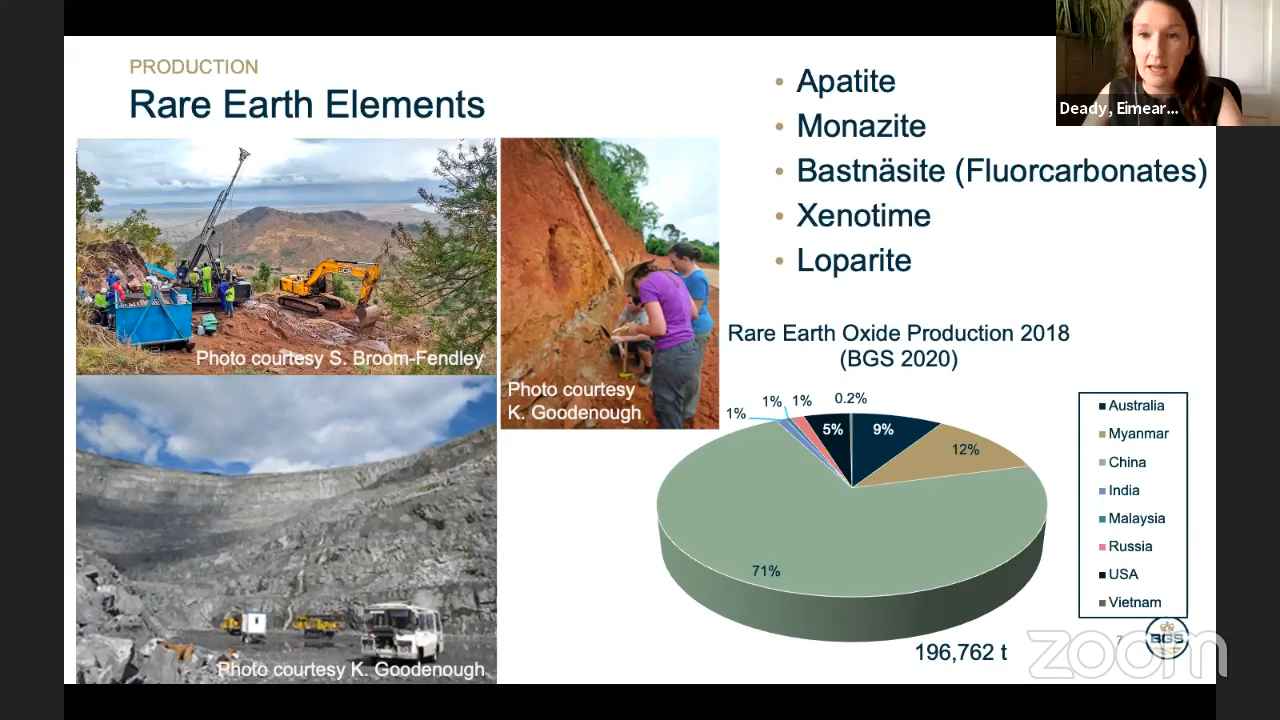 PRODUCTION
Rare Earth Elements
Photo courtesy S. Broom-Fendley
Photo courtesy
K. Goodenough
Photo courtesy K. Goodenough
• Apatite
• Monazite
• Bastnäsite (Fluorcarbonates)
• Xenotime
• Loparite
Deady, Eimear...
Rare Earth Oxide Production 2018
(BGS 2020)
1%
1%
1%
0.2%
5%
9%
12%
71%
196,762 t
Australia
Myanmar
China
India
Malaysia
Russia
USA
Vietnam
7
BGS
zoom
JCB